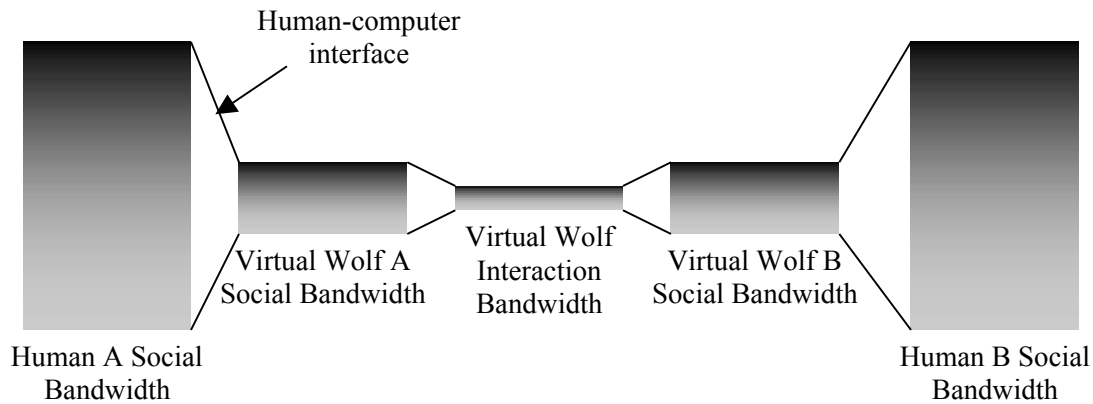 Human-computer
interface
Virtual Wolf A
Social Bandwidth
Virtual Wolf
Interaction
Bandwidth
Virtual Wolf B
Social Bandwidth
Human A Social
Bandwidth
Human B Social
Bandwidth